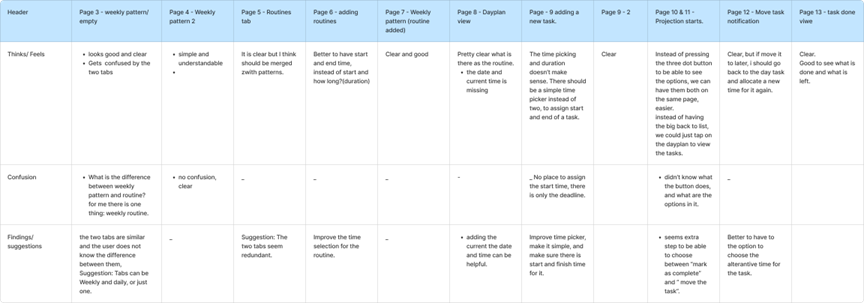 Header
Page 3 - weekly pattern/
empty
Page 4 - Weekly
pattern 2
Page 5 - Routines
tab
Page 6 - adding
routines
Page 7 - Weekly
pattern (routine
added)
Page 8 - Dayplan
view
Page - 9 adding a
new task.
Page 9 - 2
Page 10 & 11 -
Projection starts.
Page 12 - Move task
notification
Page 13 - task done
viwe
Thinks/ Feels
• looks good and clear
• Gets confused by the
two tabs
• simple and
understandable
•
It is clear but I think
should be merged
zwith patterns.
Better to have start
and end time,
instead of start and
how long?(duration)
Clear and good
Pretty clear what is
there as the routine.
• the date and
current time is
missing
The time picking
and duration
doesn't make
sense. There should
be a simple time
picker instead of
two, to assign start
and end of a task.
Clear
Instead of pressing
the three dot button
to be able to see
the options, we can
have them both on
the same page,
easier.
instead of having
the big back to list,
we could just tap on
the dayplan to view
the tasks.
Clear, but if move it
to later, i should go
back to the day task
and allocate a new
time for it again.
Clear.
Good to see what is
done and what is
left.
Confusion
• What is the difference
between weekly
pattern and routine?
for me there is one
thing: weekly routine.
• no confusion,
clear
_
_
_
-
_ No place to assign
the start time, there
is only the deadline.
• didn't know what
the button does,
and what are the
options in it.
_
Findings/
suggestions
the two tabs are similar
and the user does not
know the difference
between them,
Suggestion: Tabs can be
Weekly and daily, or just
one.
_
Suggestion: The
two tabs seem
redundant.
Improve the time
selection for the
routine.
_
• adding the
current the date
and time can be
helpful.
Improve time picker,
make it simple, and
make sure there is
start and finish time
for it.
• seems extra
step to be able
to choose
between "mark
as complete"
and " move the
task".
Better to have to
the option to
choose the
alterantive time for
the task.